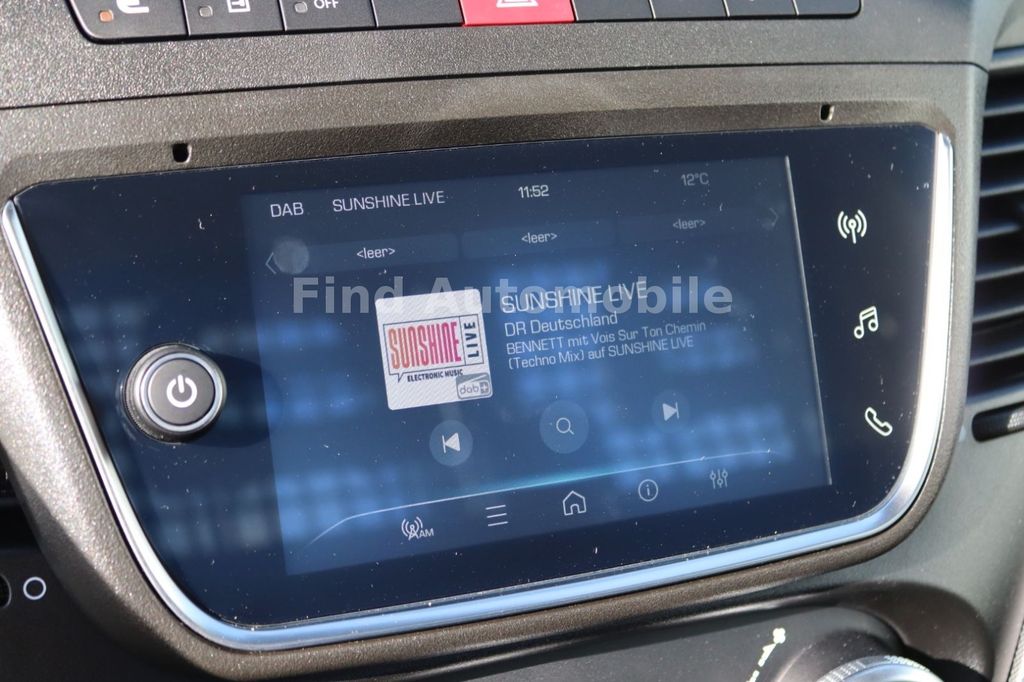 OFF
DAB SUNSHINE LIVE 11:52 12°C
<leer> <leer> <leer>
Find Automobile
SUNSHINE LIVE
DR Deutschland
BENNETT mit Vois Sur Ton Chemin
(Techno Mix) auf SUNSHINE LIVE
SUNSHINE
LIVE
ELECTRONIC MUSIC
dab+
AM